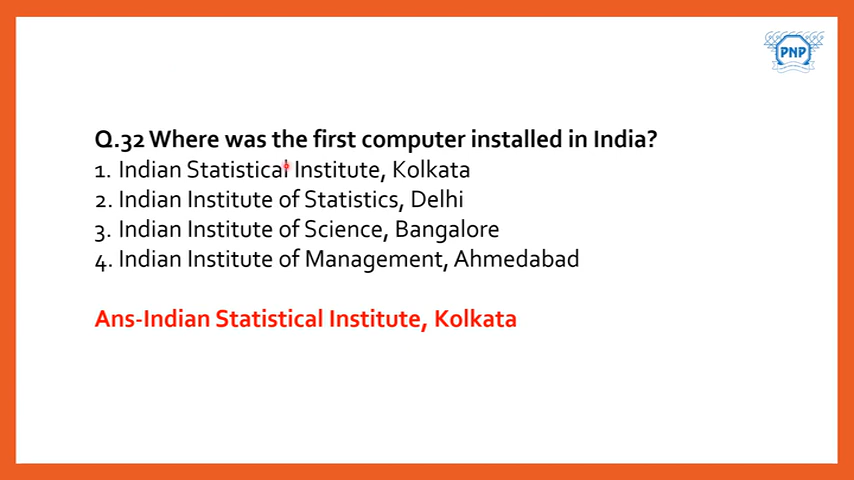 PNP
Q.32 Where was the first computer installed in India?
1. Indian Statistical Institute, Kolkata
2. Indian Institute of Statistics, Delhi
3. Indian Institute of Science, Bangalore
4. Indian Institute of Management, Ahmedabad
Ans-Indian Statistical Institute, Kolkata